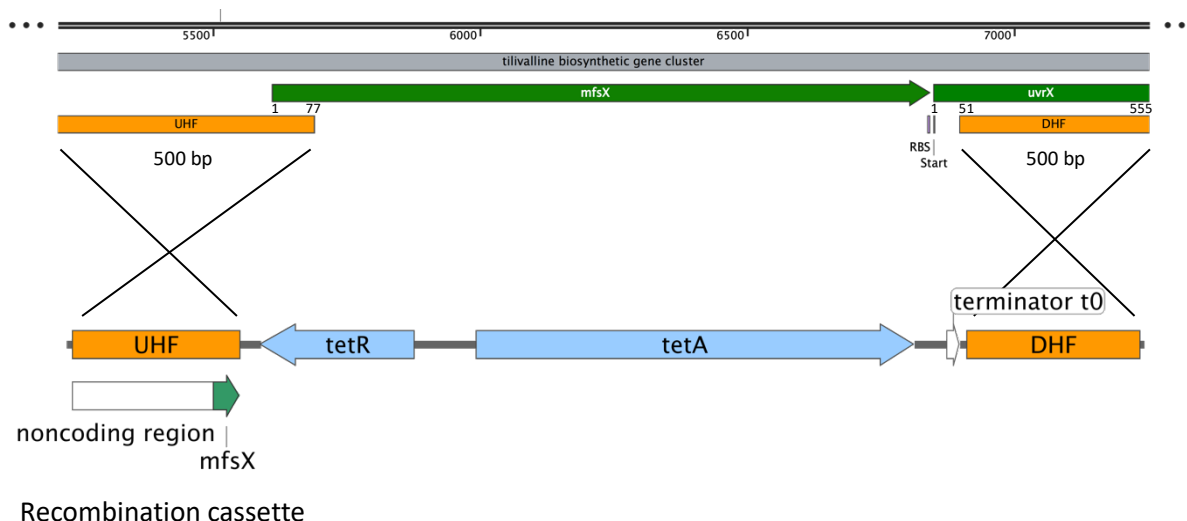 5500 6000 6500 7000
tilivalline biosynthetic gene cluster
mfsX uvrX
1 77 1 51 555
UHF DHF
500 bp RBS 500 bp
Start
terminator t0
UHF tetR tetA DHF
noncoding region
mfsX
Recombination cassette